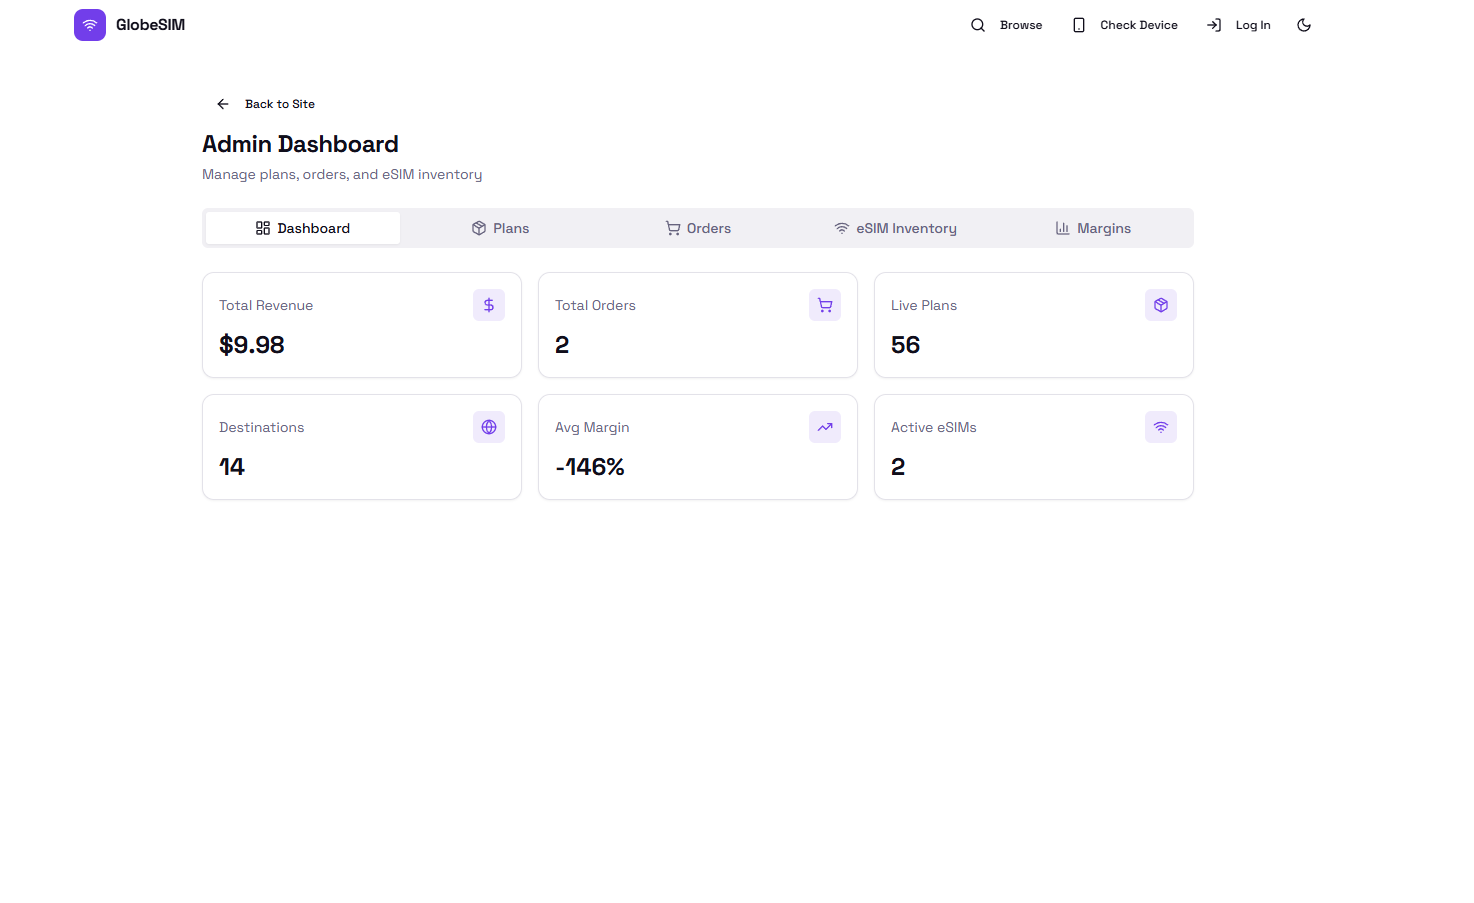 GlobeSIM
Browse
Check Device
Log In
Back to Site
Admin Dashboard
Manage plans, orders, and eSIM inventory
Dashboard
Plans
Orders
eSIM Inventory
Margins
Total Revenue
$9.98
Total Orders
2
Live Plans
56
Destinations
14
Avg Margin
-146%
Active eSIMs
2